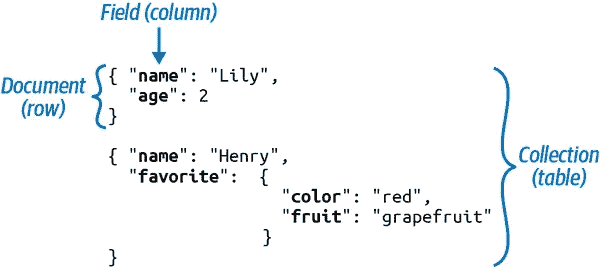 Field (column)
Document
(row)
{ "name": "Lily",
"age": 2
}
{ "name": "Henry",
"favorite": {
"color": "red",
"fruit": "grapefruit"
}
}
Collection
(table)